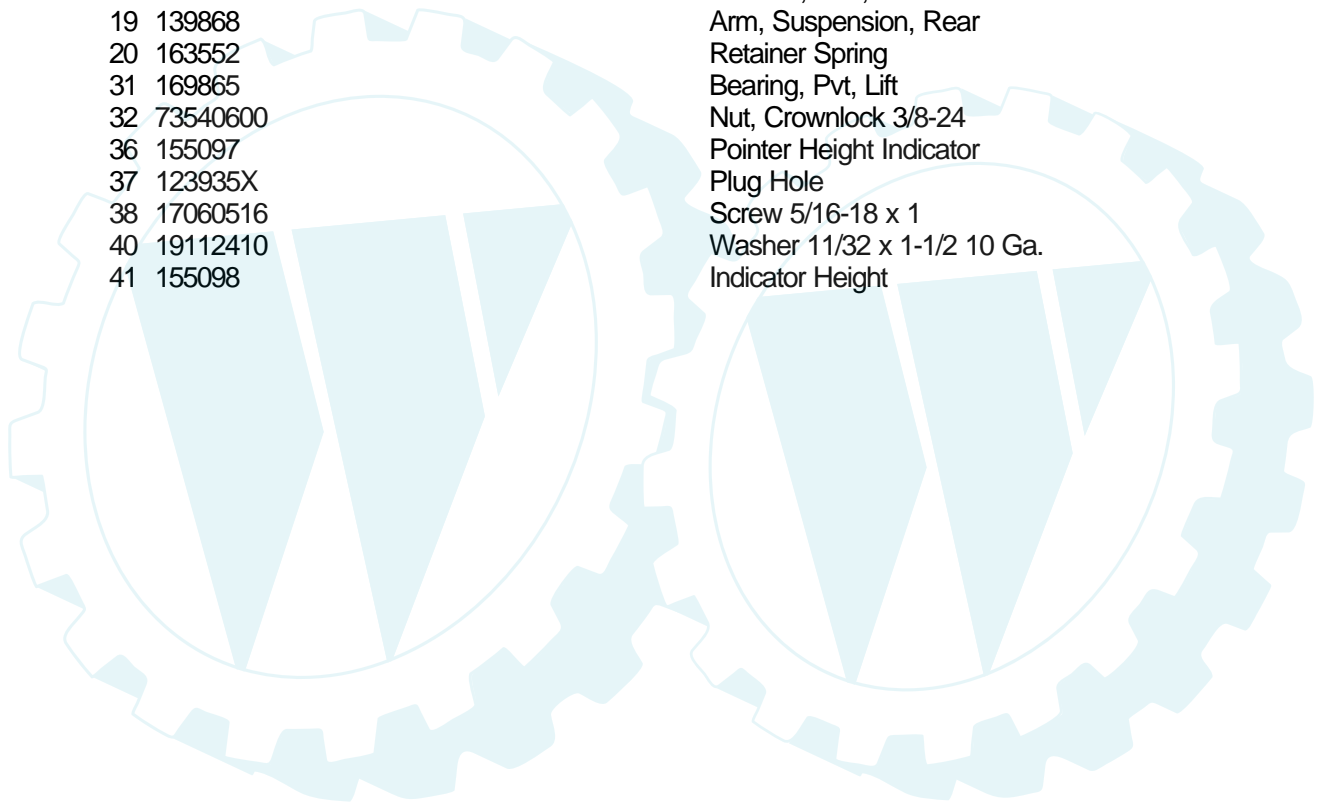 19 139868 Arm, Suspension, Rear
20 163552 Retainer Spring
31 169865 Bearing, Pvt, Lift
32 73540600 Nut, Crownlock 3/8-24
36 155097 Pointer Height Indicator
37 123935X Plug Hole
38 17060516 Screw 5/16-18 x 1
40 19112410 Washer 11/32 x 1-1/2 10 Ga.
41 155098 Indicator Height